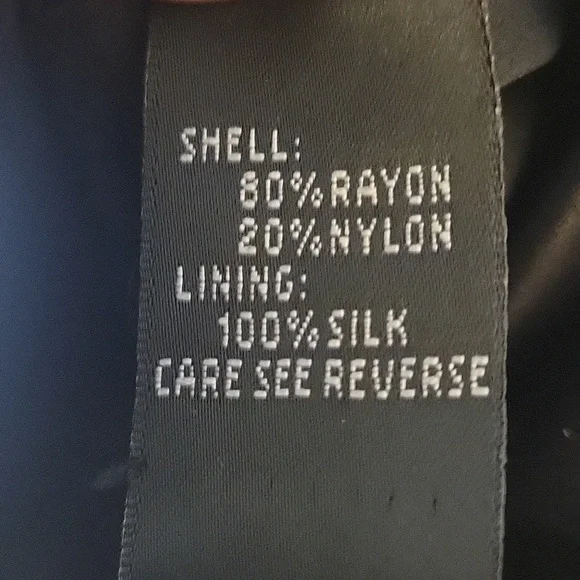 SHELL:
80% RAYON
20% NYLON
LINING:
100% SILK
CARE SEE REVERSE